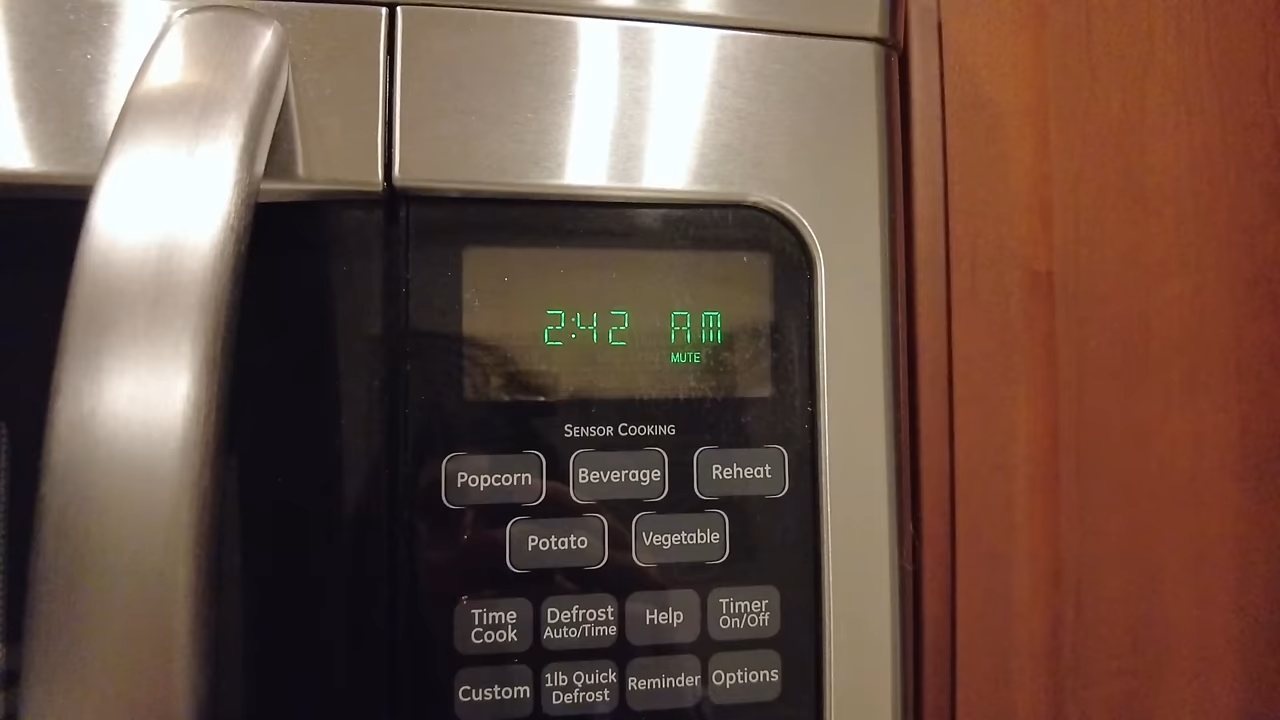 2:42 AM
MUTE
SENSOR COOKING
Popcorn Beverage Reheat
Potato Vegetable
Time Cook
Defrost Auto/Time
Help
Timer On/Off
Custom
1lb Quick Defrost
Reminder
Options